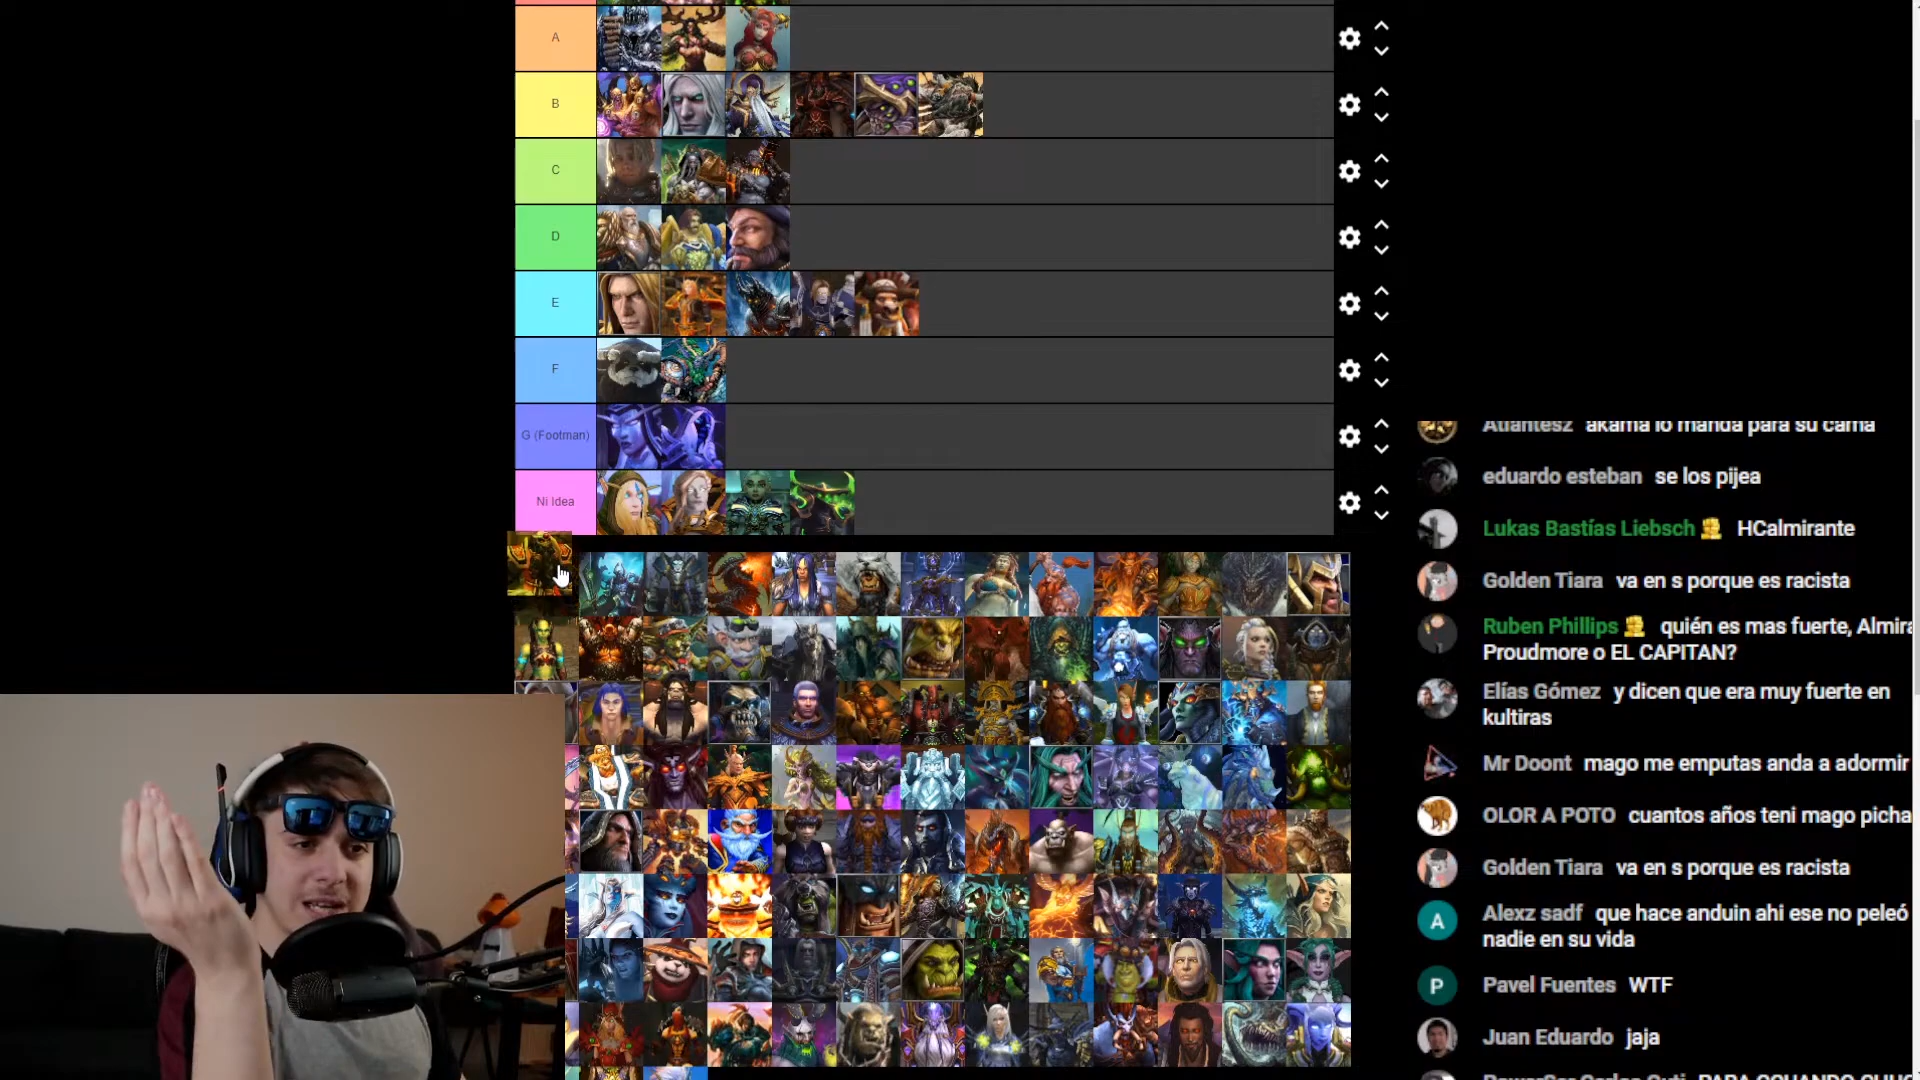 A
B
C
D
E
F
G (Footman)
Ni Idea
Atlantesz akama lo manda para su cama
eduardo esteban se los pijea
Lukas Bastías Liebsch HCalmirante
Golden Tiara va en s porque es racista
Ruben Phillips quién es mas fuerte, Almira
Proudmore o EL CAPITAN?
Elías Gómez y dicen que era muy fuerte en
kultiras
Mr Doont mago me emputas anda a adormir
OLOR A POTO cuantos años teni mago picha
Golden Tiara va en s porque es racista
A
Alexz sadf que hace anduin ahi ese no peleó
nadie en su vida
P
Pavel Fuentes WTF
Juan Eduardo jaja